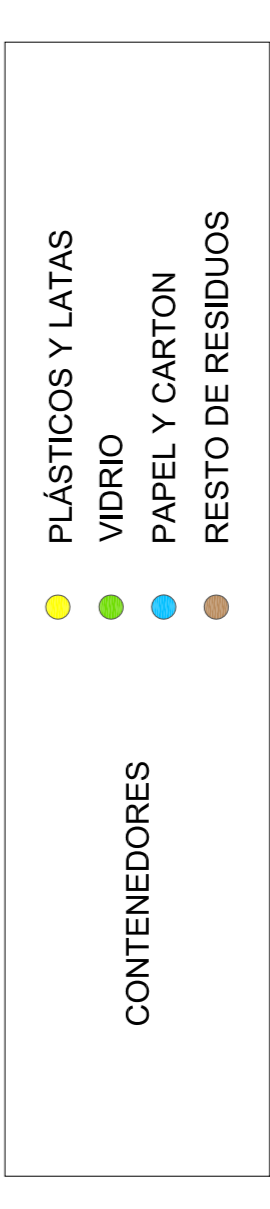 CONTENEDORES
PLÁSTICOS Y LATAS
VIDRIO
PAPEL Y CARTON
RESTO DE RESIDUOS